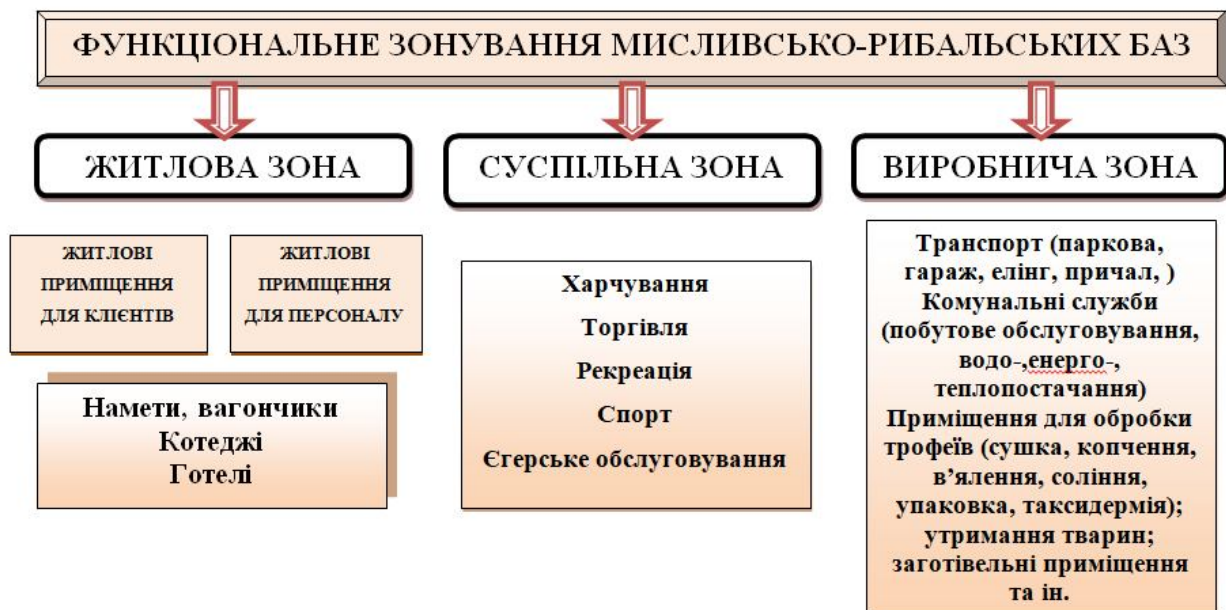 ФУНКЦІОНАЛЬНЕ ЗОНУВАННЯ МИСЛИВСЬКО-РИБАЛЬСЬКИХ БАЗ
ЖИТЛОВА ЗОНА
ЖИТЛОВІ
ПРИМІЩЕННЯ
ДЛЯ КЛІЄНТІВ
ЖИТЛОВІ
ПРИМІЩЕННЯ
ДЛЯ ПЕРСОНАЛУ
Намети, вагончики
Котеджі
Готелі
СУСПІЛЬНА ЗОНА
Харчування
Торгівля
Рекреація
Спорт
Єгерське обслуговування
ВИРОБНИЧА ЗОНА
Транспорт (паркова,
гараж, елінг, причал, )
Комунальні служби
(побутове обслуговування,
водо-,енерго-,
теплопостачання)
Приміщення для обробки
трофеїв (сушка, копчення,
в’ялення, соління,
упаковка, таксидермія);
утримання тварин;
заготівельні приміщення
та ін.